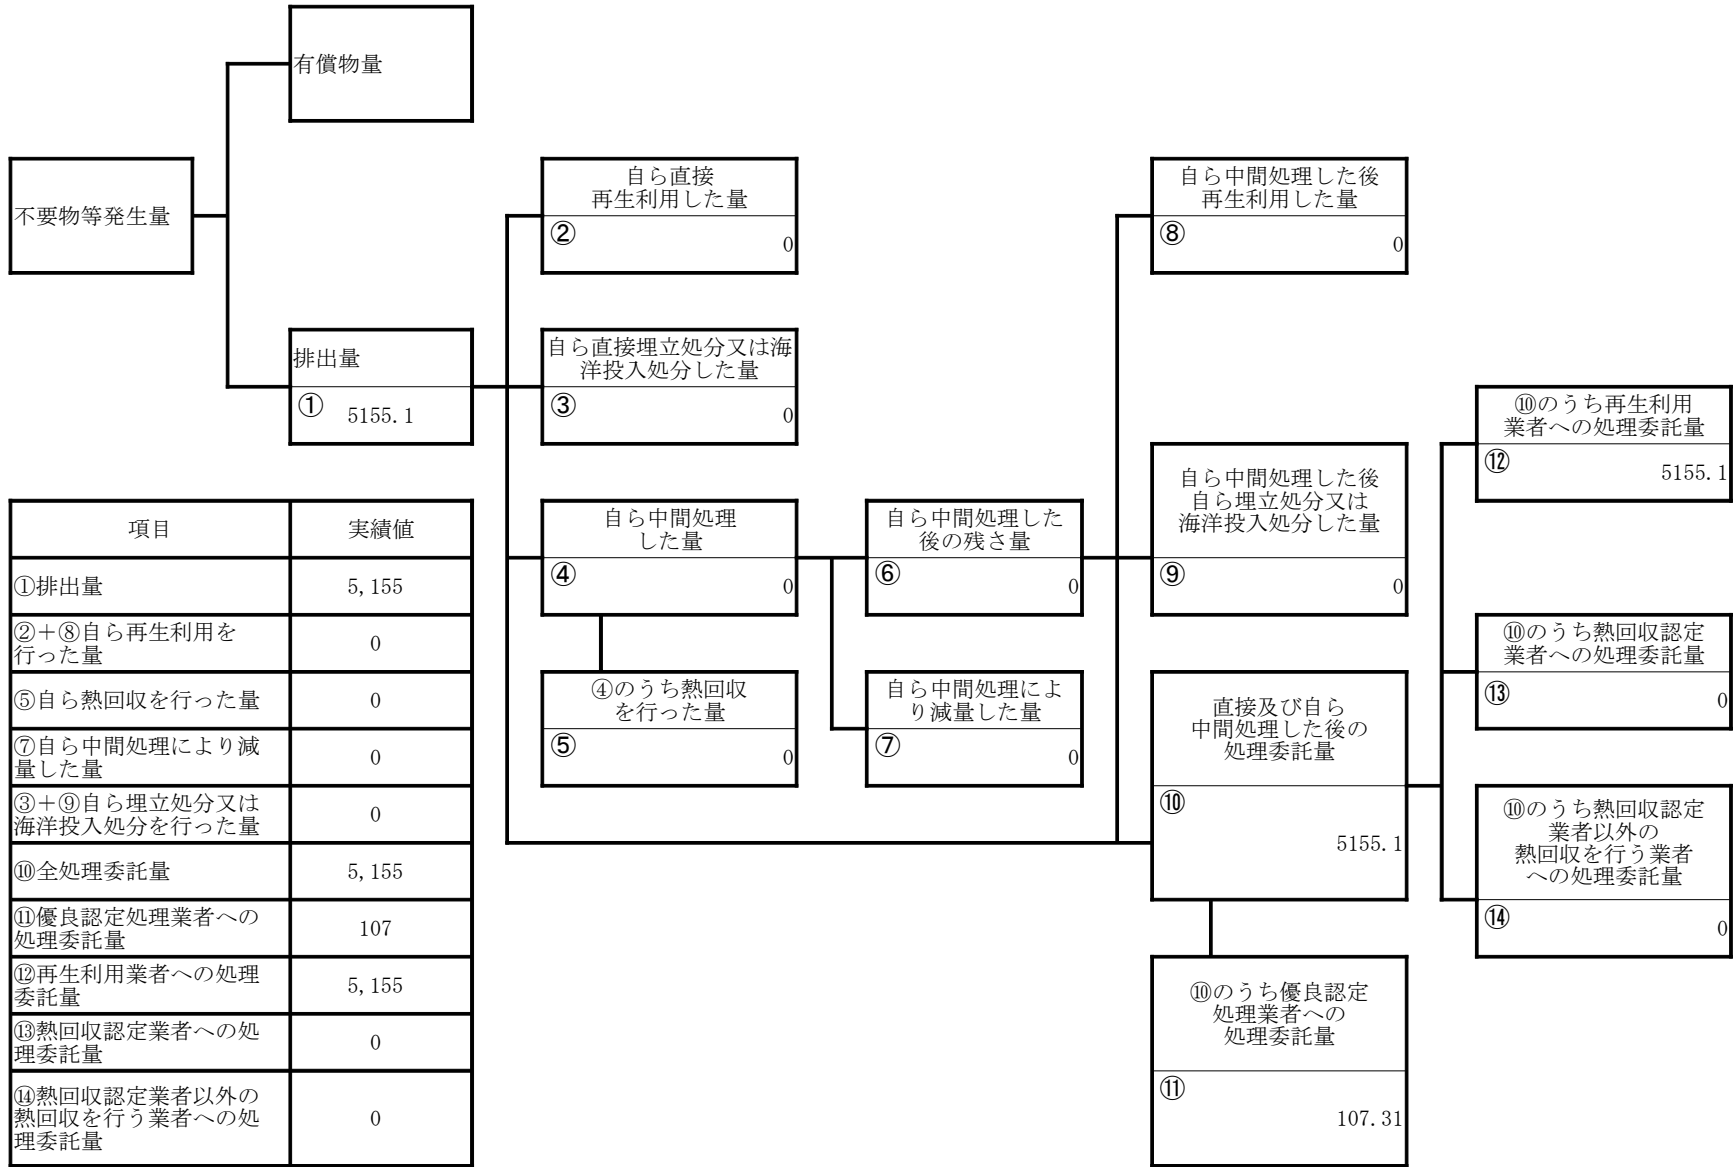 有償物量
不要物等発生量
自ら直接
再生利用した量
②
0
自ら中間処理した後
再生利用した量
⑧
0
排出量
①
5155.1
自ら直接埋立処分又は海
洋投入処分した量
③
0
⑩のうち再生利用
業者への処理委託量
⑫
5155.1
自ら中間処理した後
自ら埋立処分又は
海洋投入処分した量
⑨
0
自ら中間処理
した量
④
0
自ら中間処理した
後の残さ量
⑥
0
⑩のうち熱回収認定
業者への処理委託量
⑬
0
④のうち熱回収
を行った量
⑤
0
自ら中間処理によ
り減量した量
⑦
0
直接及び自ら
中間処理した後の
処理委託量
⑩
5155.1
⑩のうち熱回収認定
業者以外の
熱回収を行う業者
への処理委託量
⑭
0
⑩のうち優良認定
処理業者への
処理委託量
⑪
107.31
項目 実績値
①排出量 5,155
②＋⑧自ら再生利用を
行った量 0
⑤自ら熱回収を行った量 0
⑦自ら中間処理により減
量した量 0
③＋⑨自ら埋立処分又は
海洋投入処分を行った量 0
⑩全処理委託量 5,155
⑪優良認定処理業者への
処理委託量 107
⑫再生利用業者への処理
委託量 5,155
⑬熱回収認定業者への処
理委託量 0
⑭熱回収認定業者以外の
熱回収を行う業者への処
理委託量 0